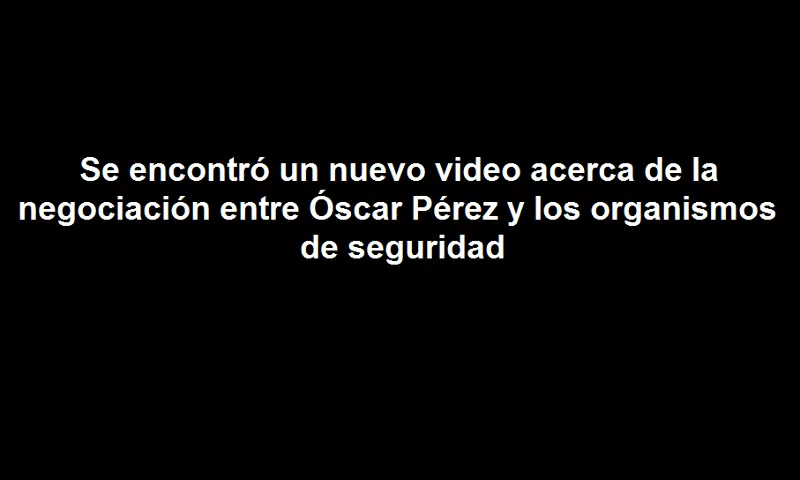 Se encontró un nuevo video acerca de la
negociación entre Óscar Pérez y los organismos
de seguridad